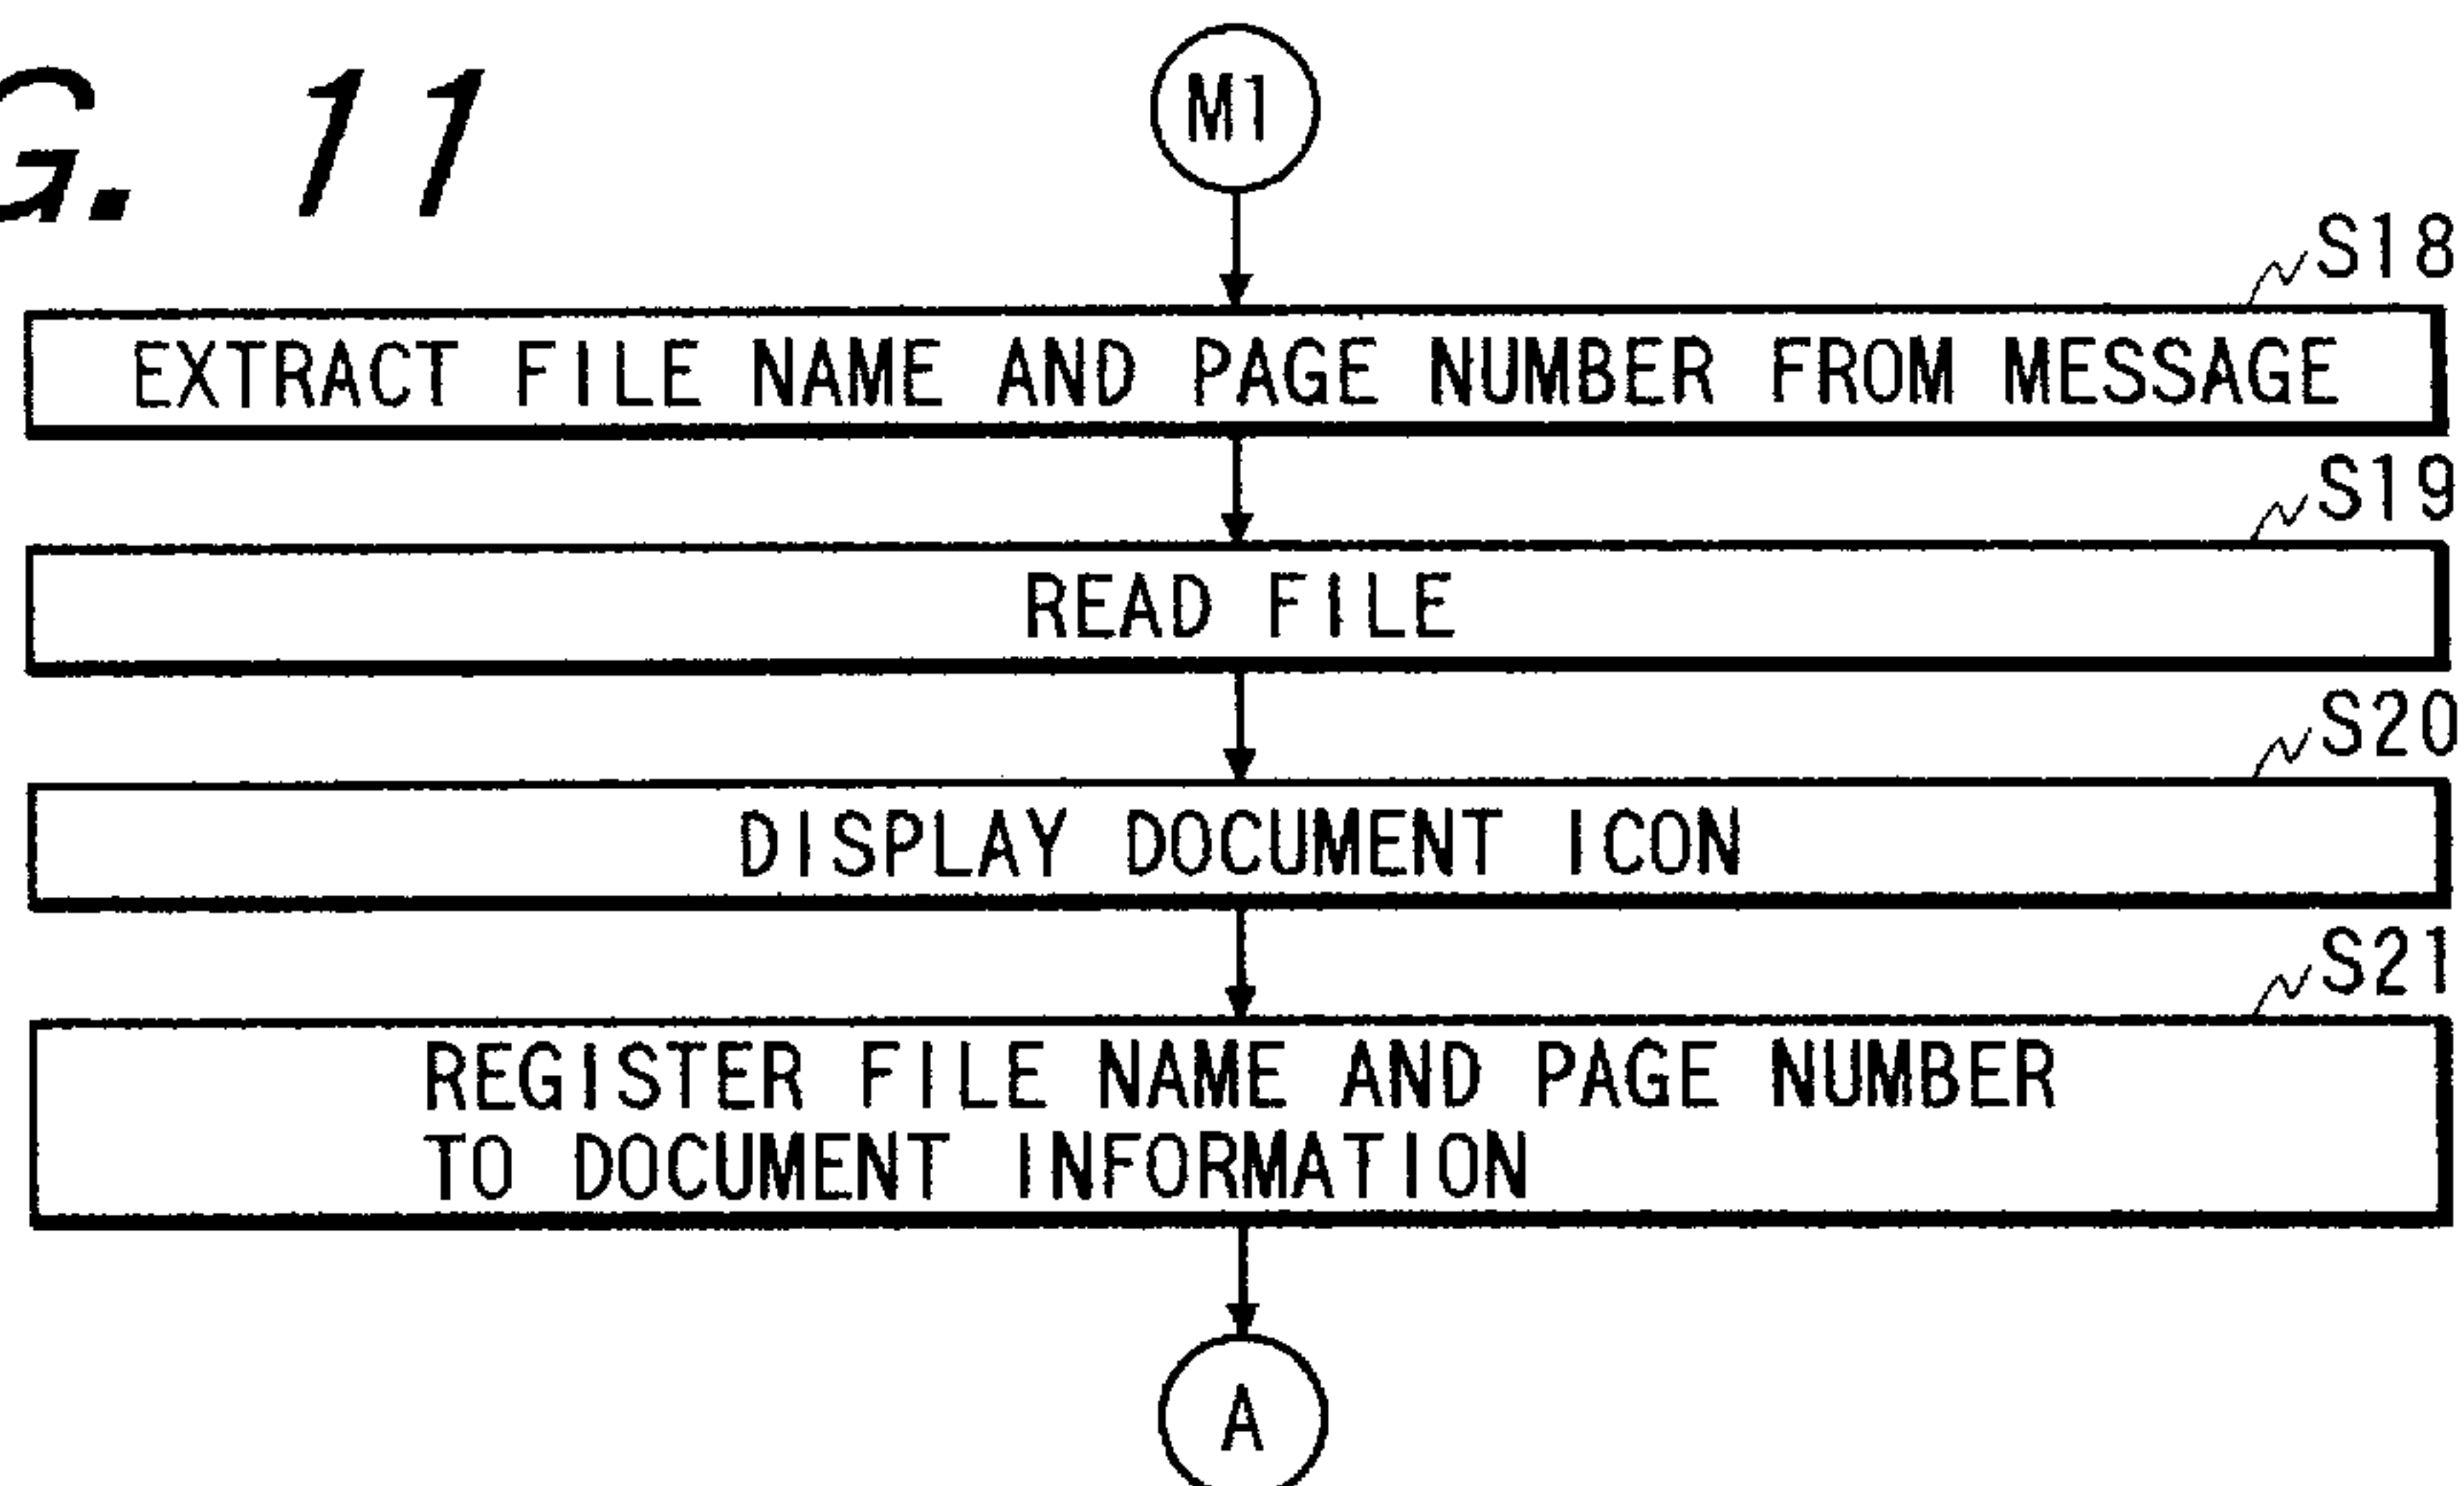 G. 11
M1
S18
EXTRACT FILE NAME AND PAGE NUMBER FROM MESSAGE
S19
READ FILE
S20
DISPLAY DOCUMENT ICON
S21
REGISTER FILE NAME AND PAGE NUMBER
TO DOCUMENT INFORMATION
A